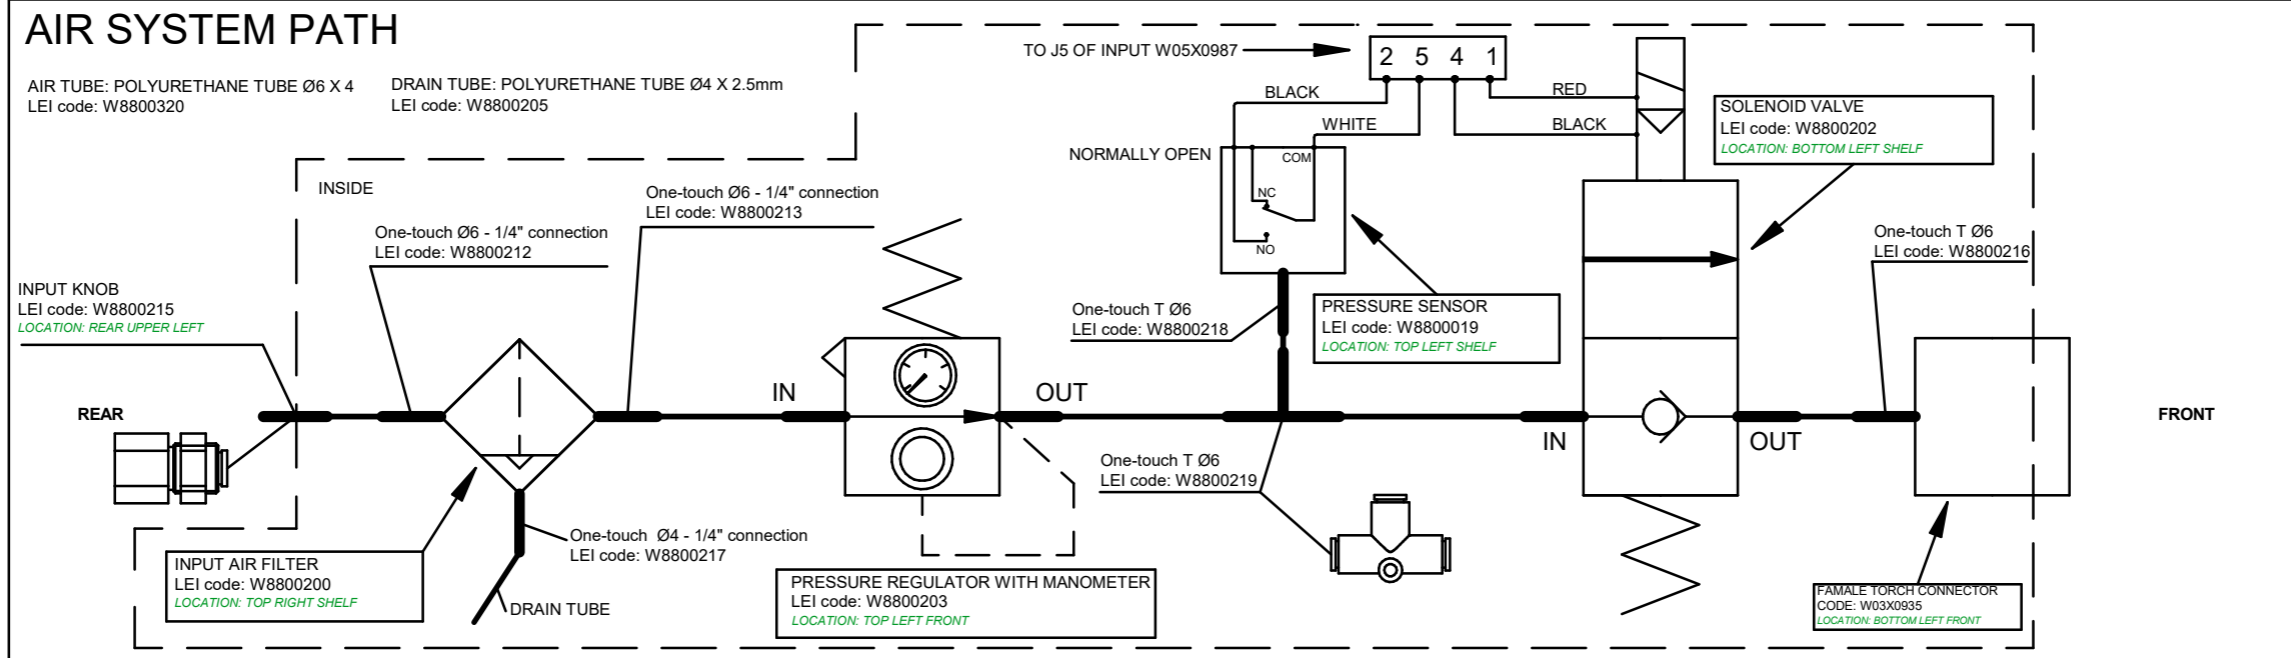 AIR SYSTEM PATH
AIR TUBE: POLYURETHANE TUBE Ø6 X 4
LEI code: W8800320
DRAIN TUBE: POLYURETHANE TUBE Ø4 X 2.5mm
LEI code: W8800205
TO J5 OF INPUT W05X0987
2 5 4 1
BLACK
RED
WHITE
BLACK
NORMALLY OPEN
COM
NC
NO
SOLENOID VALVE
LEI code: W8800202
LOCATION: BOTTOM LEFT SHELF
INSIDE
One-touch Ø6 - 1/4" connection
LEI code: W8800213
One-touch Ø6 - 1/4" connection
LEI code: W8800212
One-touch T Ø6
LEI code: W8800216
INPUT KNOB
LEI code: W8800215
LOCATION: REAR UPPER LEFT
One-touch T Ø6
LEI code: W8800218
PRESSURE SENSOR
LEI code: W8800019
LOCATION: TOP LEFT SHELF
REAR
IN
OUT
IN
OUT
FRONT
One-touch T Ø6
LEI code: W8800219
One-touch Ø4 - 1/4" connection
LEI code: W8800217
INPUT AIR FILTER
LEI code: W8800200
LOCATION: TOP RIGHT SHELF
DRAIN TUBE
PRESSURE REGULATOR WITH MANOMETER
LEI code: W8800203
LOCATION: TOP LEFT FRONT
FAMALE TORCH CONNECTOR
CODE: W03X0935
LOCATION: BOTTOM LEFT FRONT